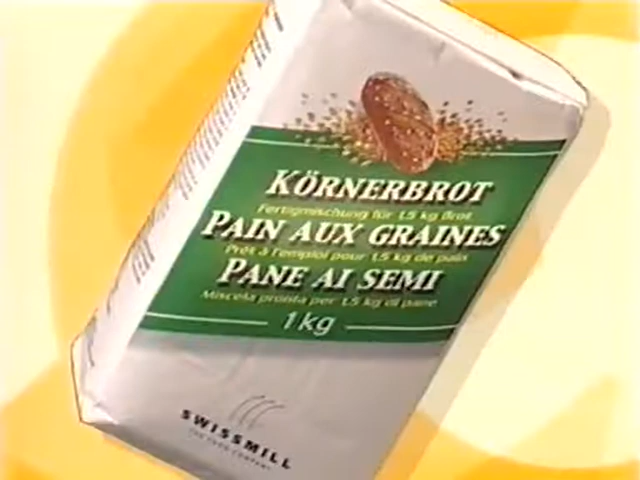 KÖRNERBROT
Fertigmischung für 1,5 kg Brot
PAIN AUX GRAINES
Prêt à l'emploi pour 1,5 kg de pain
PANE AI SEMI
Miscela pronta per 1,5 kg di pane
1kg
SWISSMILL